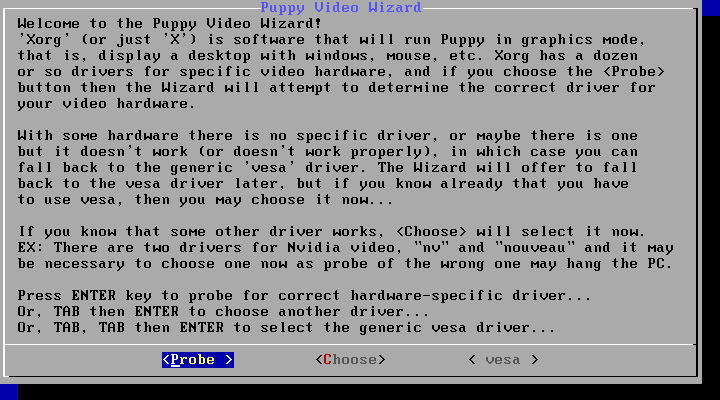 Puppy Video Wizard
Welcome to the Puppy Video Wizard!
'Xorg' (or just 'X') is software that will run Puppy in graphics mode,
that is, display a desktop with windows, mouse, etc. Xorg has a dozen
or so drivers for specific video hardware, and if you choose the <Probe>
button then the Wizard will attempt to determine the correct driver for
your video hardware.
With some hardware there is no specific driver, or maybe there is one
but it doesn't work (or doesn't work properly), in which case you can
fall back to the generic 'vesa' driver. The Wizard will offer to fall
back to the vesa driver later, but if you know already that you have
to use vesa, then you may choose it now...
If you know that some other driver works, <Choose> will select it now.
EX: There are two drivers for Nvidia video, "nv" and "nouveau" and it may
be necessary to choose one now as probe of the wrong one may hang the PC.
Press ENTER key to probe for correct hardware-specific driver...
Or, TAB then ENTER to choose another driver...
Or, TAB, TAB then ENTER to select the generic vesa driver...
<Probe > <Choose> < vesa >